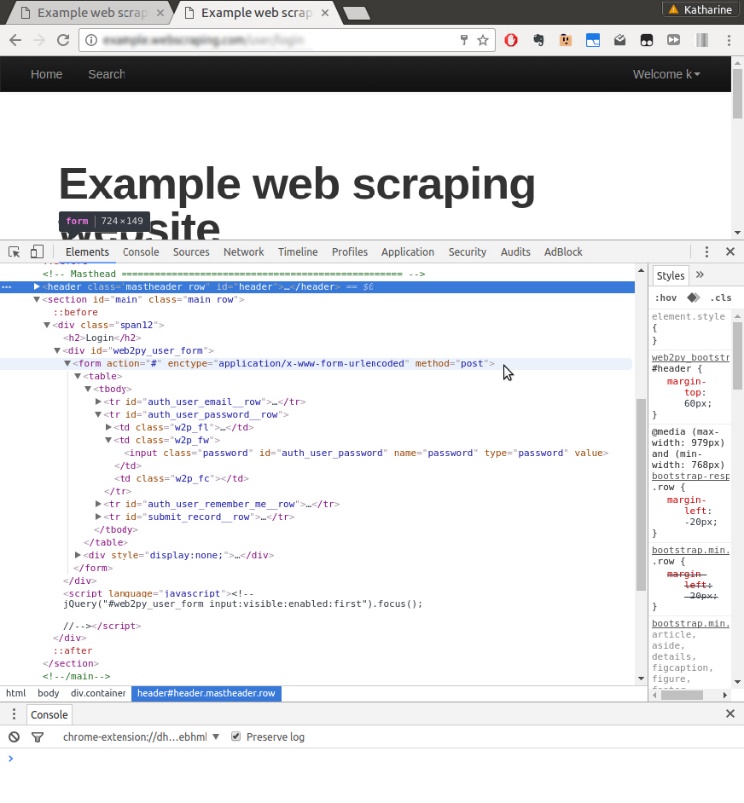 Example web scrap
Example web scrap
Katharine
Home
Search
Welcome k
Example web scraping
website
form | 724×149
Elements Console Sources Network Timeline Profiles Application Security Audits AdBlock
<!-- Masthead ================================================== -->
<header class="mastheader row" id="header">…</header> == $0
<section id="main" class="main row">
::before
<div class="span12">
<h2>Login</h2>
<div id="web2py_user_form">
<form action="#" enctype="application/x-www-form-urlencoded" method="post">
<table>
<tbody>
<tr id="auth_user_email__row">…</tr>
<tr id="auth_user_password__row">
<td class="w2p_fl">…</td>
<td class="w2p_fw">
<input class="password" id="auth_user_password" name="password" type="password" value>
</td>
<td class="w2p_fc"></td>
</tr>
<tr id="auth_user_remember_me__row">…</tr>
<tr id="submit_record__row">…</tr>
</tbody>
</table>
<div style="display:none;">…</div>
</form>
</div>
<script language="javascript"><!--
jQuery("#web2py_user_form input:visible:enabled:first").focus();
//--></script>
</div>
::after
</section>
<!--/main-->
html body div.container header#header.mastheader.row
Styles »
:hov .cls
element.style
{
}
web2py_bootstr
#header {
margin-
top:
60px;
}
@media (max-
width: 979px)
and (min-
width: 768px)
bootstrap-resp
.row {
margin-
left:
-20px;
}
bootstrap.min.
.row {
margin-
left:
-20px;
}
bootstrap.min.
article,
aside,
details,
figcaption,
figure,
Console
chrome-extension://dh…ebhml
Preserve log
>